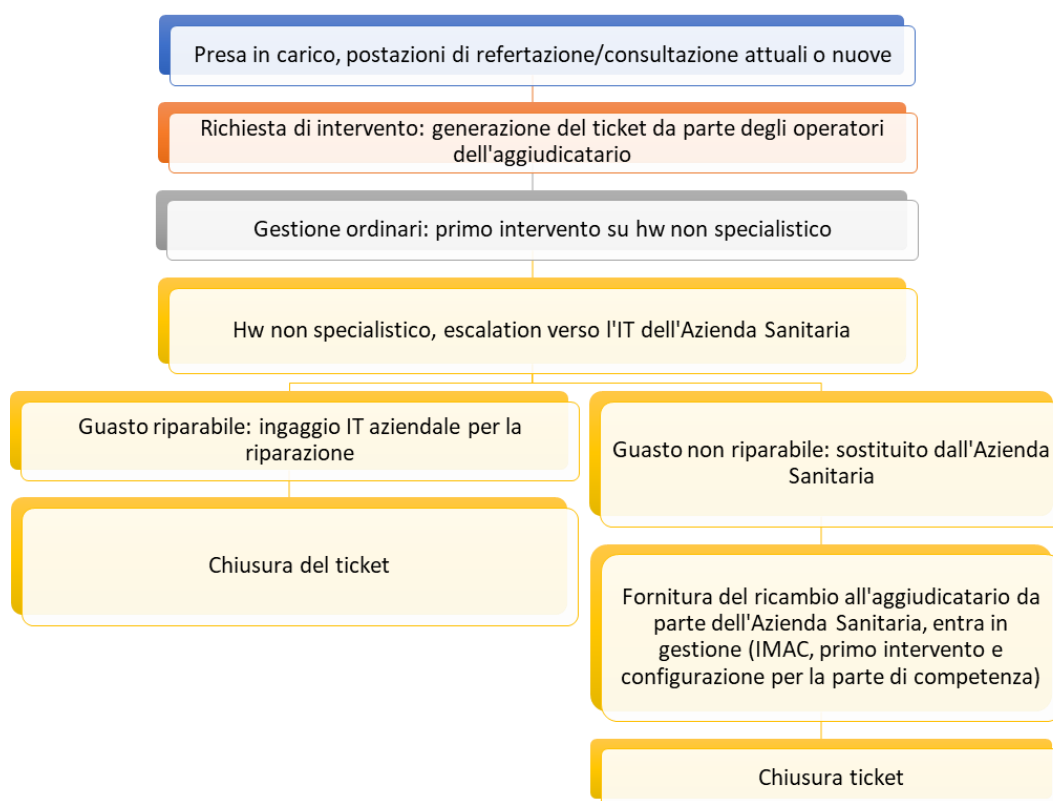 Presa in carico, postazioni di refertazione/consultazione attuali o nuove
Richiesta di intervento: generazione del ticket da parte degli operatori
dell'aggiudicatario
Gestione ordinari: primo intervento su hw non specialistico
Hw non specialistico, escalation verso l'IT dell'Azienda Sanitaria
Guasto riparabile: ingaggio IT aziendale per la
riparazione
Chiusura del ticket
Guasto non riparabile: sostituito dall'Azienda
Sanitaria
Fornitura del ricambio all'aggiudicatario da
parte dell'Azienda Sanitaria, entra in
gestione (IMAC, primo intervento e
configurazione per la parte di competenza)
Chiusura ticket